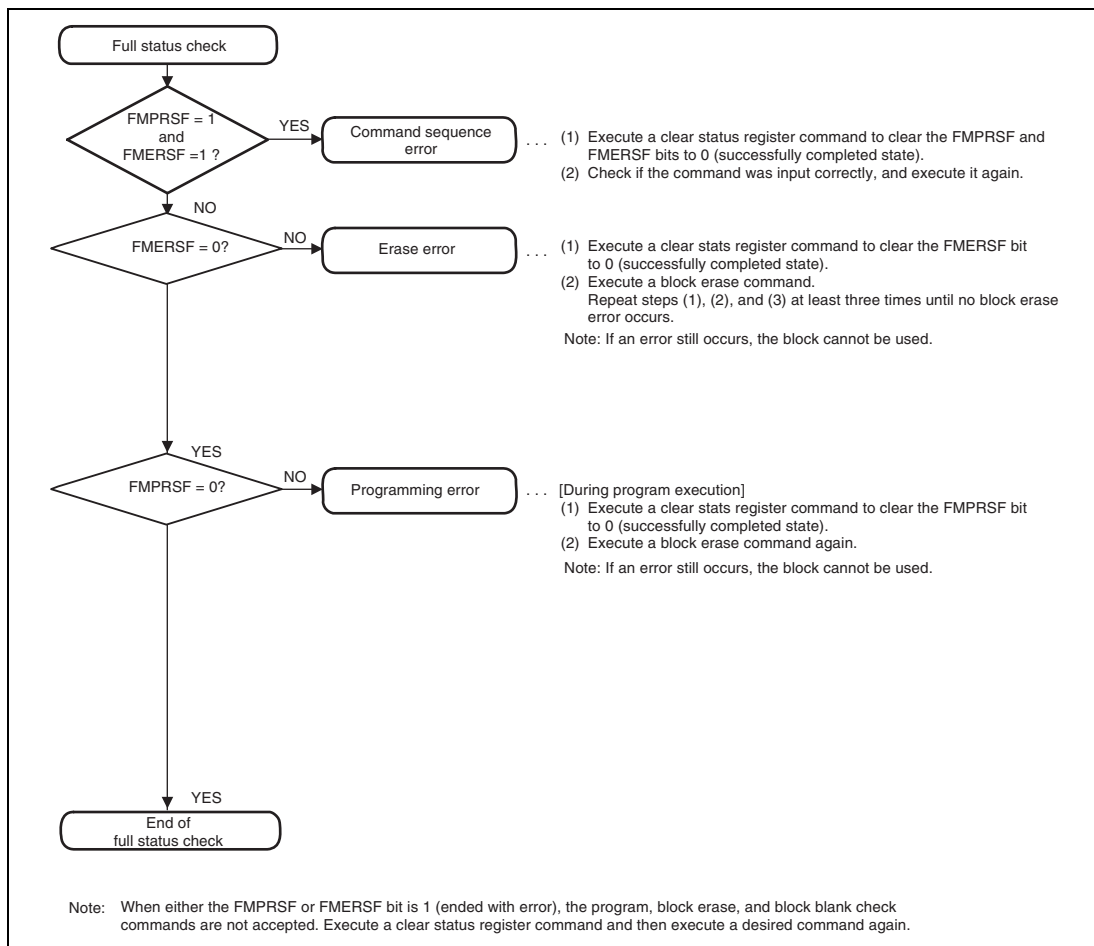 Full status check
FMPRSF = 1
and
FMERSF =1 ?
YES
Command sequence
error
. . . (1) Execute a clear status register command to clear the FMPRSF and
FMERSF bits to 0 (successfully completed state).
(2) Check if the command was input correctly, and execute it again.
NO
FMERSF = 0?
NO
Erase error
. . . (1) Execute a clear stats register command to clear the FMERSF bit
to 0 (successfully completed state).
(2) Execute a block erase command.
Repeat steps (1), (2), and (3) at least three times until no block erase
error occurs.
Note: If an error still occurs, the block cannot be used.
YES
FMPRSF = 0?
NO
Programming error
. . . [During program execution]
(1) Execute a clear stats register command to clear the FMPRSF bit
to 0 (successfully completed state).
(2) Execute a block erase command again.
Note: If an error still occurs, the block cannot be used.
YES
End of
full status check
Note: When either the FMPRSF or FMERSF bit is 1 (ended with error), the program, block erase, and block blank check
commands are not accepted. Execute a clear status register command and then execute a desired command again.